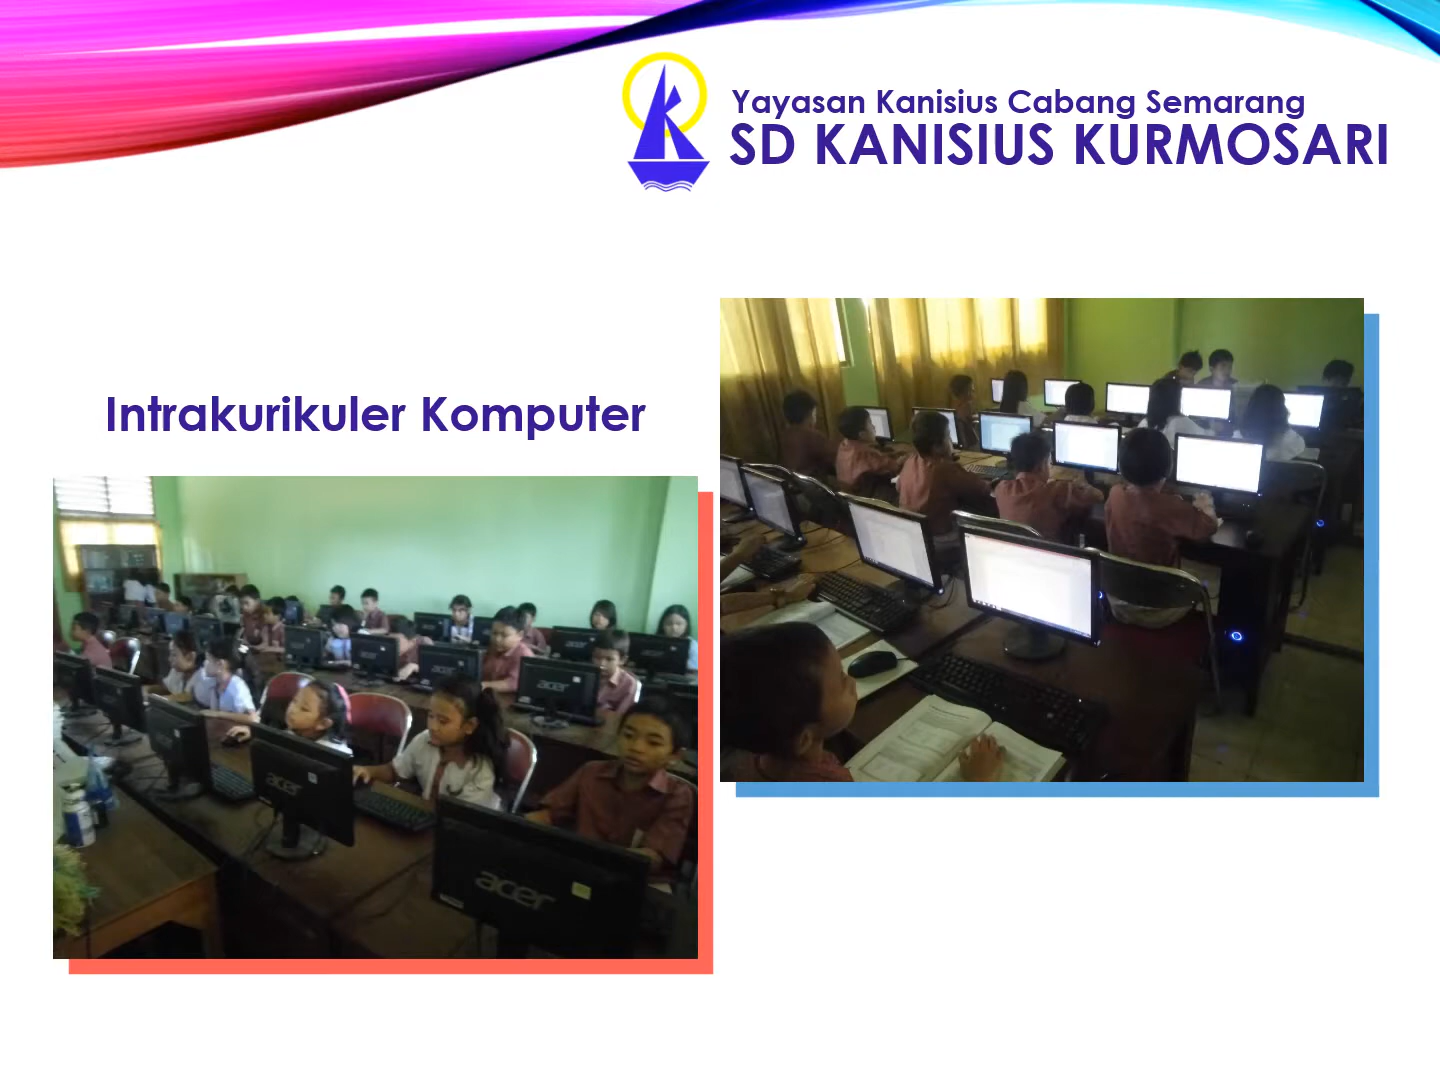 Yayasan Kanisius Cabang Semarang
SD KANISIUS KURMOSARI
Intrakurikuler Komputer
acer
acer
acer